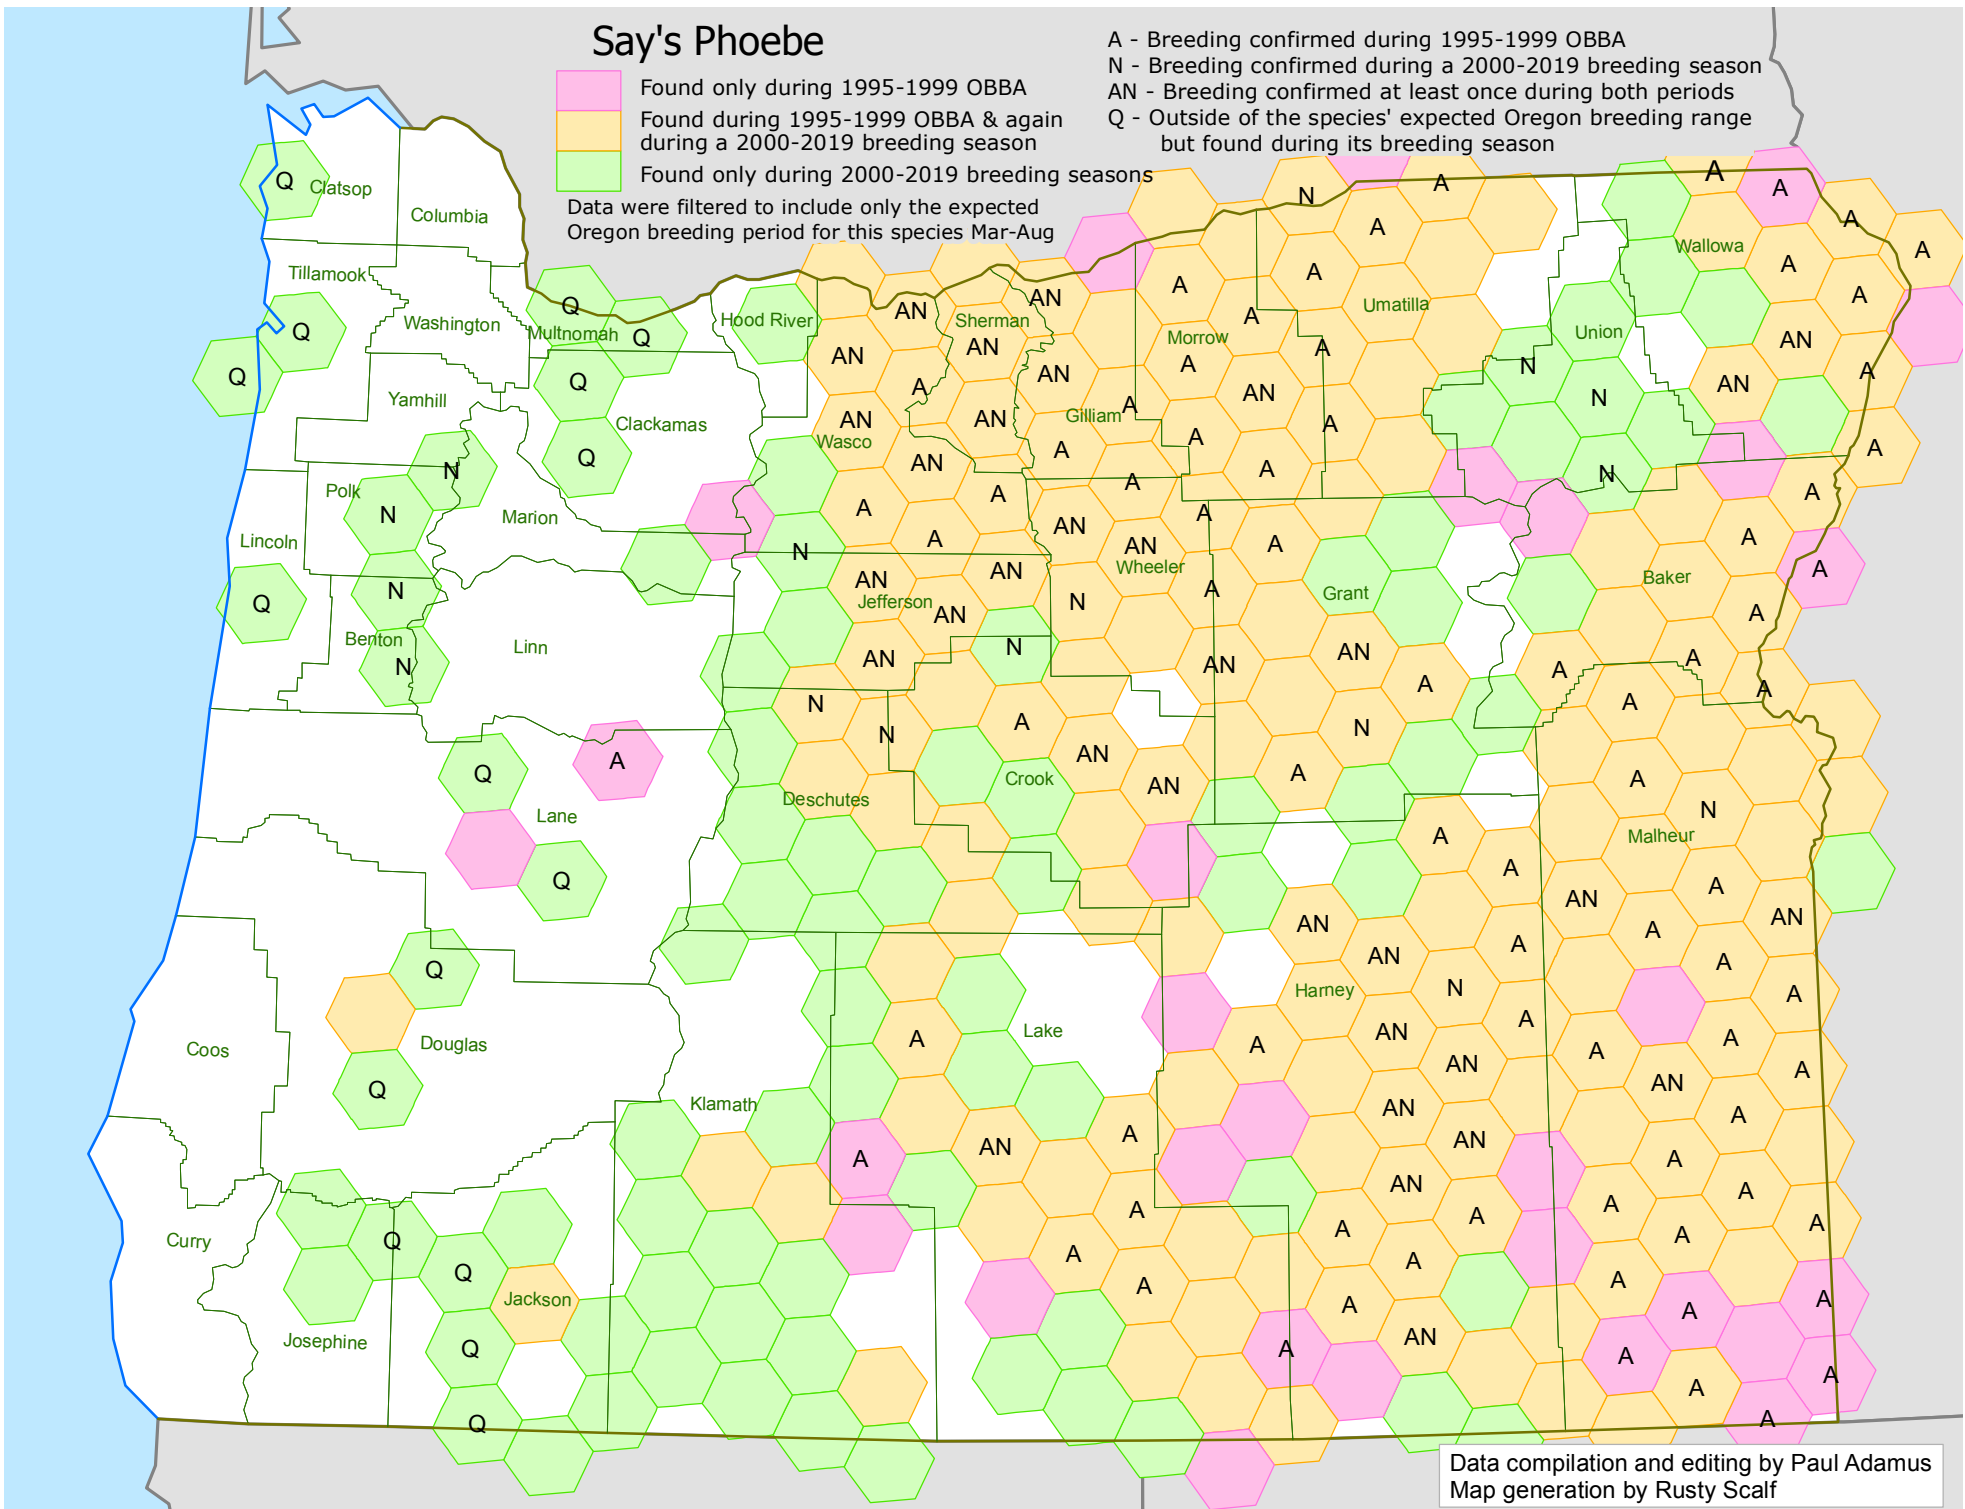 Say's Phoebe
Found only during 1995-1999 OBBA
Found during 1995-1999 OBBA & again
during a 2000-2019 breeding season
Found only during 2000-2019 breeding seasons
Data were filtered to include only the expected
Oregon breeding period for this species Mar-Aug
A - Breeding confirmed during 1995-1999 OBBA
N - Breeding confirmed during a 2000-2019 breeding season
AN - Breeding confirmed at least once during both periods
Q - Outside of the species' expected Oregon breeding range
but found during its breeding season
Clatsop
Columbia
Tillamook
Washington
Multnomah
Hood River
Sherman
Morrow
Umatilla
Union
Wallowa
Yamhill
Clackamas
Wasco
Gilliam
Polk
Marion
Lincoln
Jefferson
Wheeler
Grant
Baker
Benton
Linn
Crook
Deschutes
Lane
Malheur
Harney
Lake
Coos
Douglas
Klamath
Curry
Jackson
Josephine
Data compilation and editing by Paul Adamus
Map generation by Rusty Scalf